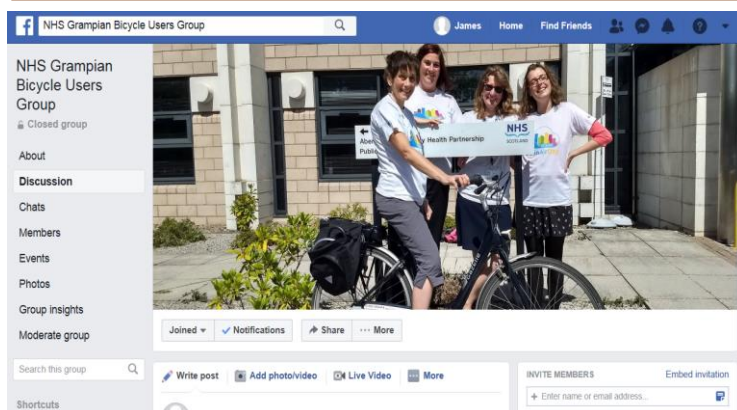 NHS Grampian Bicycle Users Group
James Home Find Friends
NHS Grampian
Bicycle Users
Group
Closed group
About
Discussion
Chats
Members
Events
Photos
Group insights
Moderate group
Search this group
Shortcuts
Health Partnership
NHS
SCOTLAND
Joined
Notifications
Share
More
Write post
Add photo/video
Live Video
More
INVITE MEMBERS
Embed invitation
+ Enter name or email address...